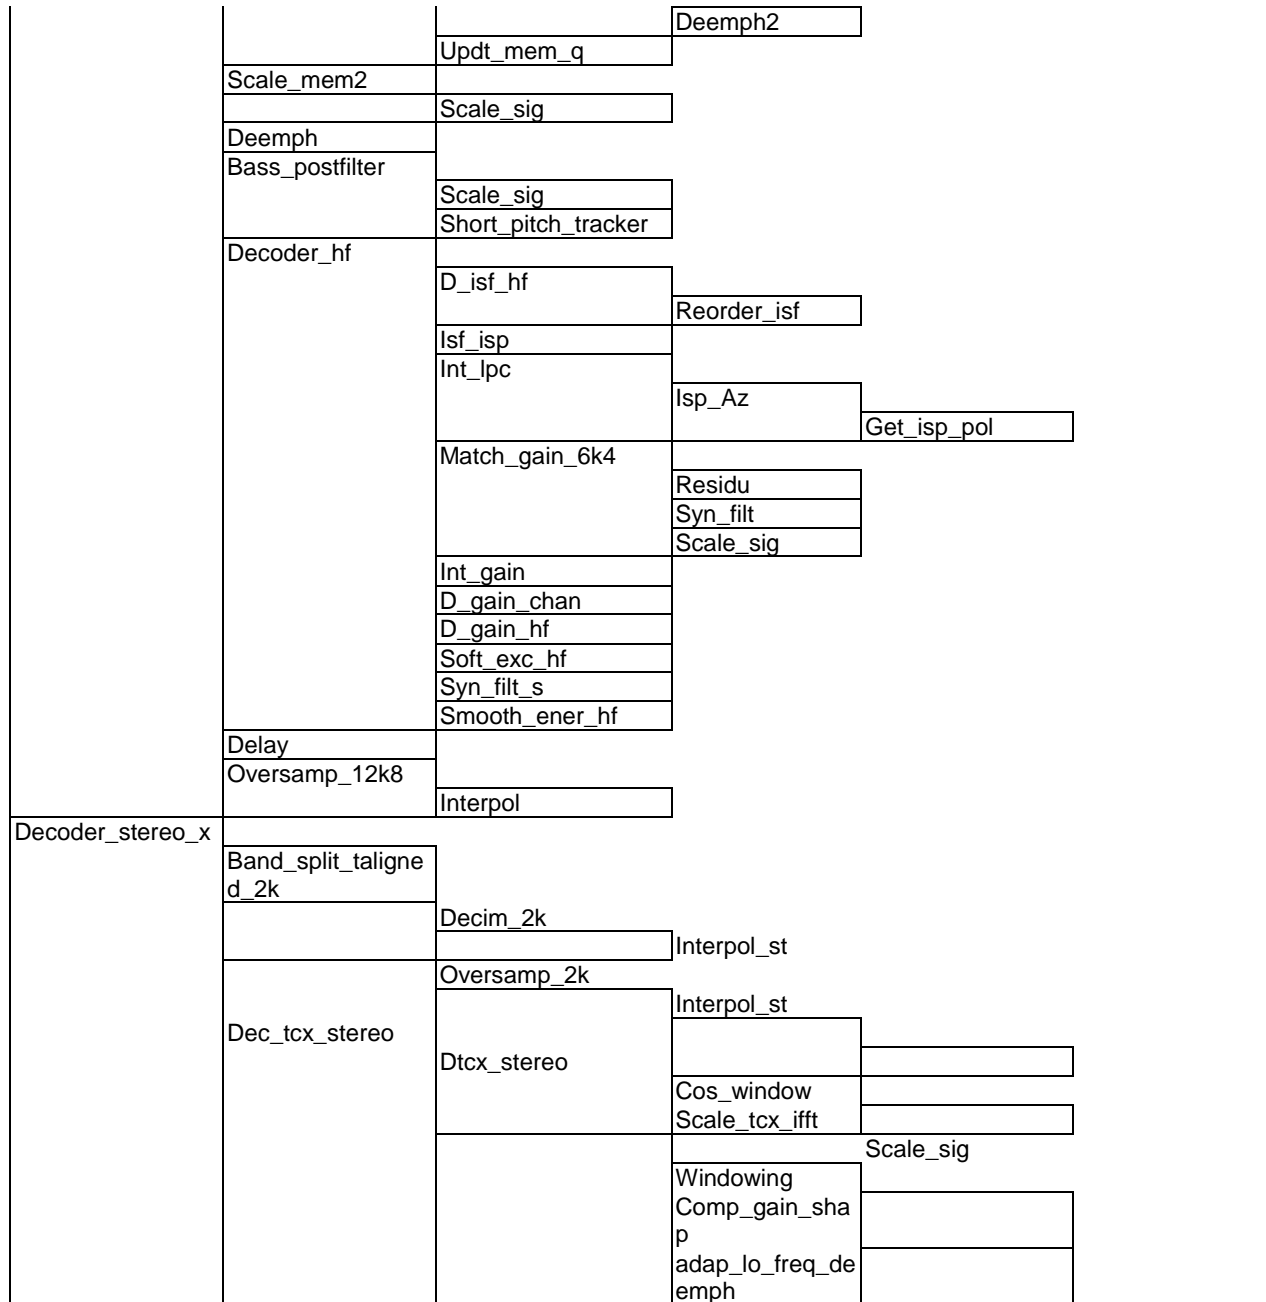 Deemph2
Updt_mem_q
Scale_mem2
Scale_sig
Deemph
Bass_postfilter
Scale_sig
Short_pitch_tracker
Decoder_hf
D_isf_hf
Reorder_isf
Isf_isp
Int_lpc
Isp_Az
Get_isp_pol
Match_gain_6k4
Residu
Syn_filt
Scale_sig
Int_gain
D_gain_chan
D_gain_hf
Soft_exc_hf
Syn_filt_s
Smooth_ener_hf
Delay
Oversamp_12k8
Interpol
Decoder_stereo_x
Band_split_taligne
d_2k
Decim_2k
Interpol_st
Oversamp_2k
Interpol_st
Dec_tcx_stereo
Dtcx_stereo
Cos_window
Scale_tcx_ifft
Scale_sig
Windowing
Comp_gain_sha
p
adap_lo_freq_de
emph